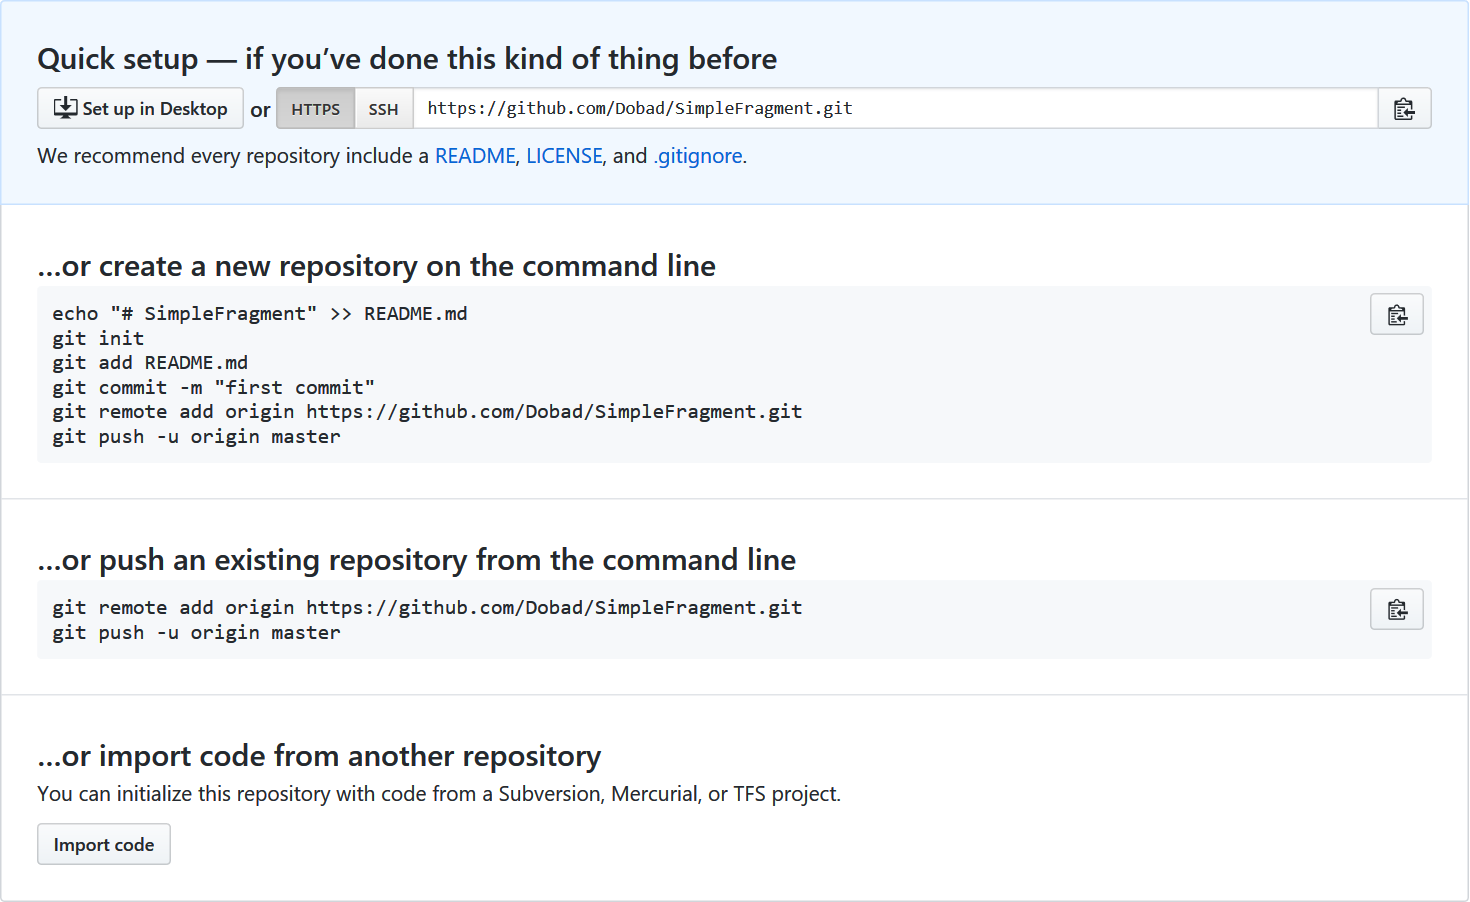 Quick setup — if you’ve done this kind of thing before
Set up in Desktop or HTTPS SSH https://github.com/Dobad/SimpleFragment.git
We recommend every repository include a README, LICENSE, and .gitignore.
…or create a new repository on the command line
echo "# SimpleFragment" >> README.md
git init
git add README.md
git commit -m "first commit"
git remote add origin https://github.com/Dobad/SimpleFragment.git
git push -u origin master
…or push an existing repository from the command line
git remote add origin https://github.com/Dobad/SimpleFragment.git
git push -u origin master
…or import code from another repository
You can initialize this repository with code from a Subversion, Mercurial, or TFS project.
Import code